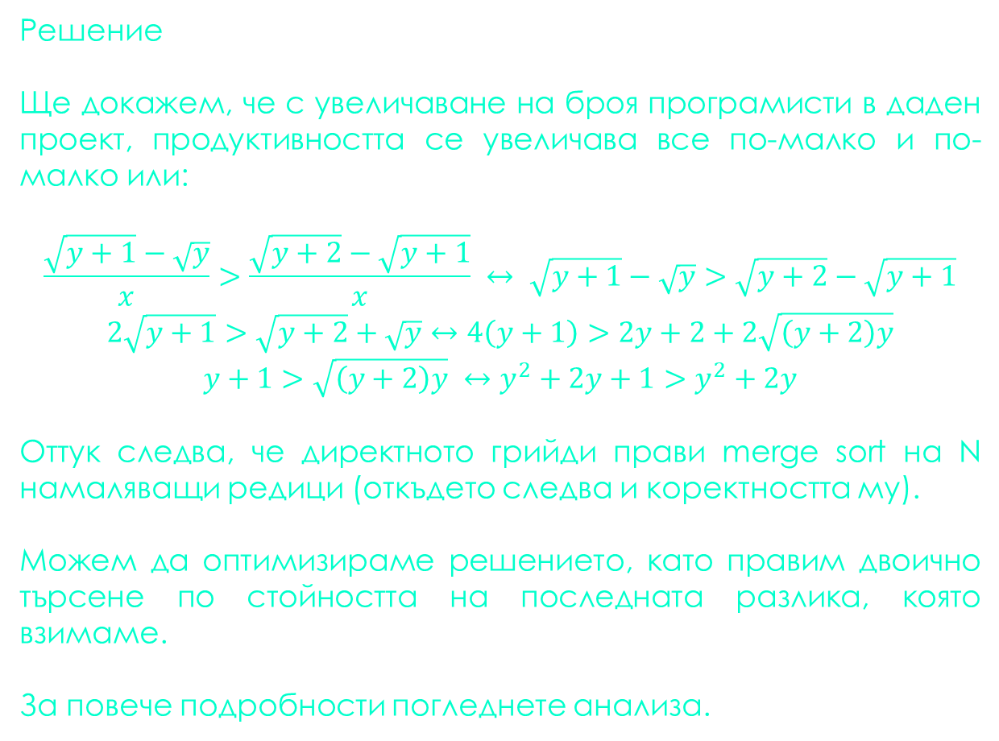 Решение
Ще докажем, че с увеличаване на броя програмисти в даден
проект, продуктивността се увеличава все по-малко и по-
малко или:
$\frac{\sqrt{y+1}-\sqrt{y}}{x} > \frac{\sqrt{y+2}-\sqrt{y+1}}{x} \leftrightarrow \sqrt{y+1}-\sqrt{y} > \sqrt{y+2}-\sqrt{y+1}$
$2\sqrt{y+1} > \sqrt{y+2}+\sqrt{y} \leftrightarrow 4(y+1) > 2y+2+2\sqrt{(y+2)y}$
$y+1 > \sqrt{(y+2)y} \leftrightarrow y^2+2y+1 > y^2+2y$
Оттук следва, че директното грийди прави merge sort на N
намаляващи редици (откъдето следва и коректността му).
Можем да оптимизираме решението, като правим двоично
търсене по стойността на последната разлика, която
взимаме.
За повече подробности погледнете анализа.